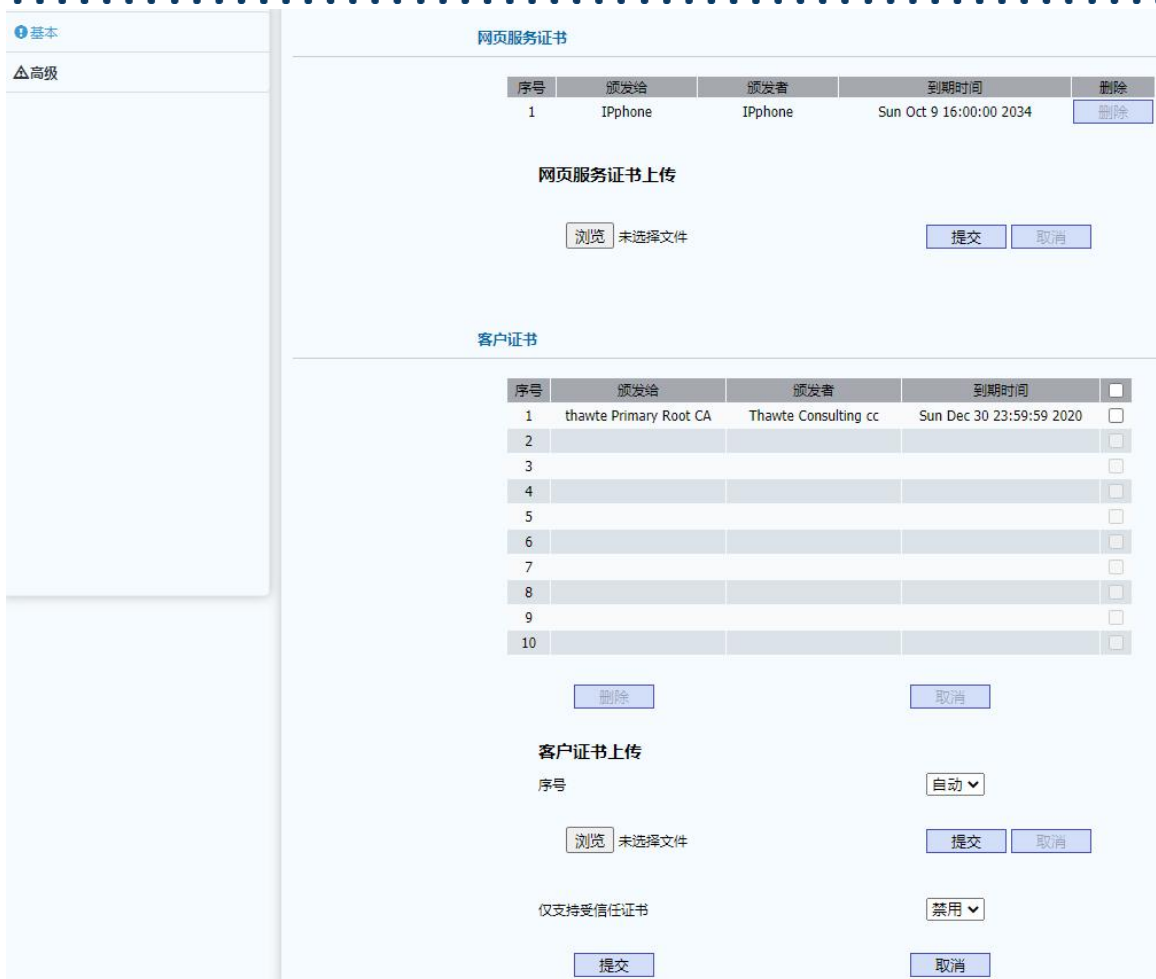 基本
高级
网页服务证书
序号 颁发给 颁发者 到期时间 删除
1 IPphone IPphone Sun Oct 9 16:00:00 2034 删除
网页服务证书上传
浏览 未选择文件 提交 取消
客户证书
序号 颁发给 颁发者 到期时间
1 thawte Primary Root CA Thawte Consulting cc Sun Dec 30 23:59:59 2020
2
3
4
5
6
7
8
9
10
删除 取消
客户证书上传
序号 自动
浏览 未选择文件 提交 取消
仅支持受信任证书 禁用
提交 取消